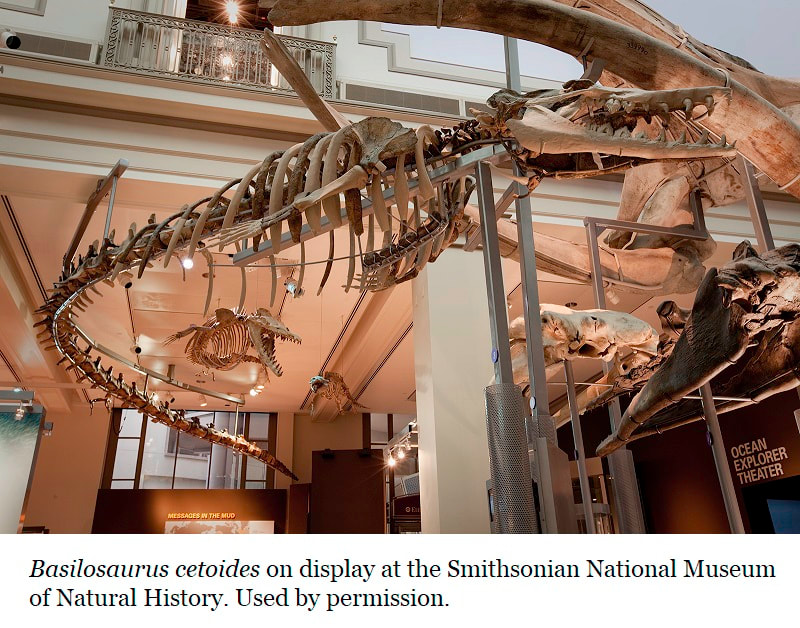 MESSAGES IN THE MUD
OCEAN
EXPLORER
THEATER
Basilosaurus cetoides on display at the Smithsonian National Museum
of Natural History. Used by permission.